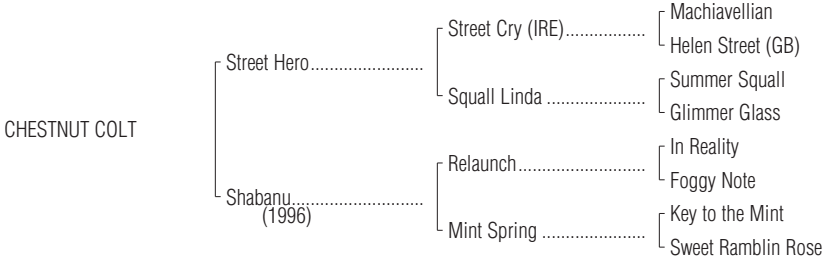 Machiavellian
Street Cry (IRE)..................
Helen Street (GB)
Street Hero........................
Summer Squall
Squall Linda .....................
Glimmer Glass
CHESTNUT COLT
In Reality
Relaunch...........................
Foggy Note
Shabanu............................
(1996)
Key to the Mint
Mint Spring ......................
Sweet Ramblin Rose